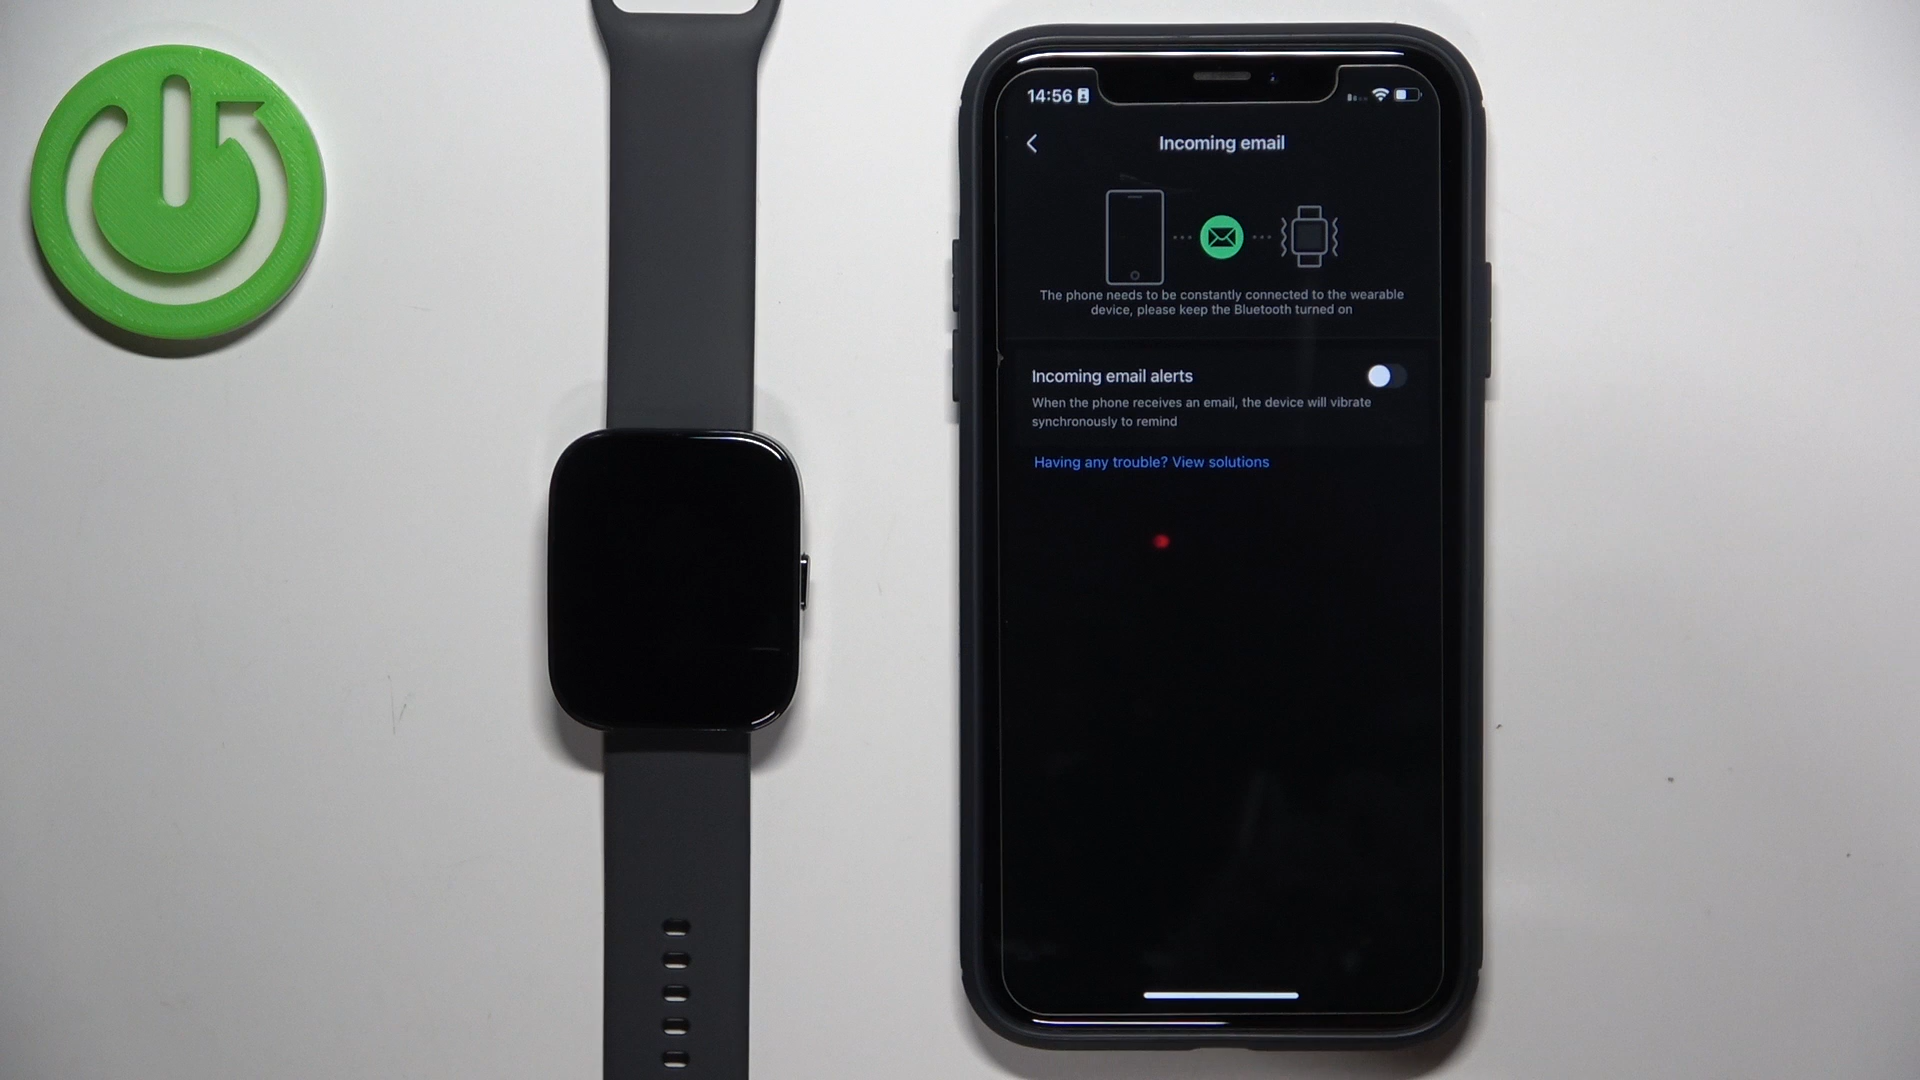 14:56
Incoming email
The phone needs to be constantly connected to the wearable
device, please keep the Bluetooth turned on
Incoming email alerts
When the phone receives an email, the device will vibrate
synchronously to remind
Having any trouble? View solutions